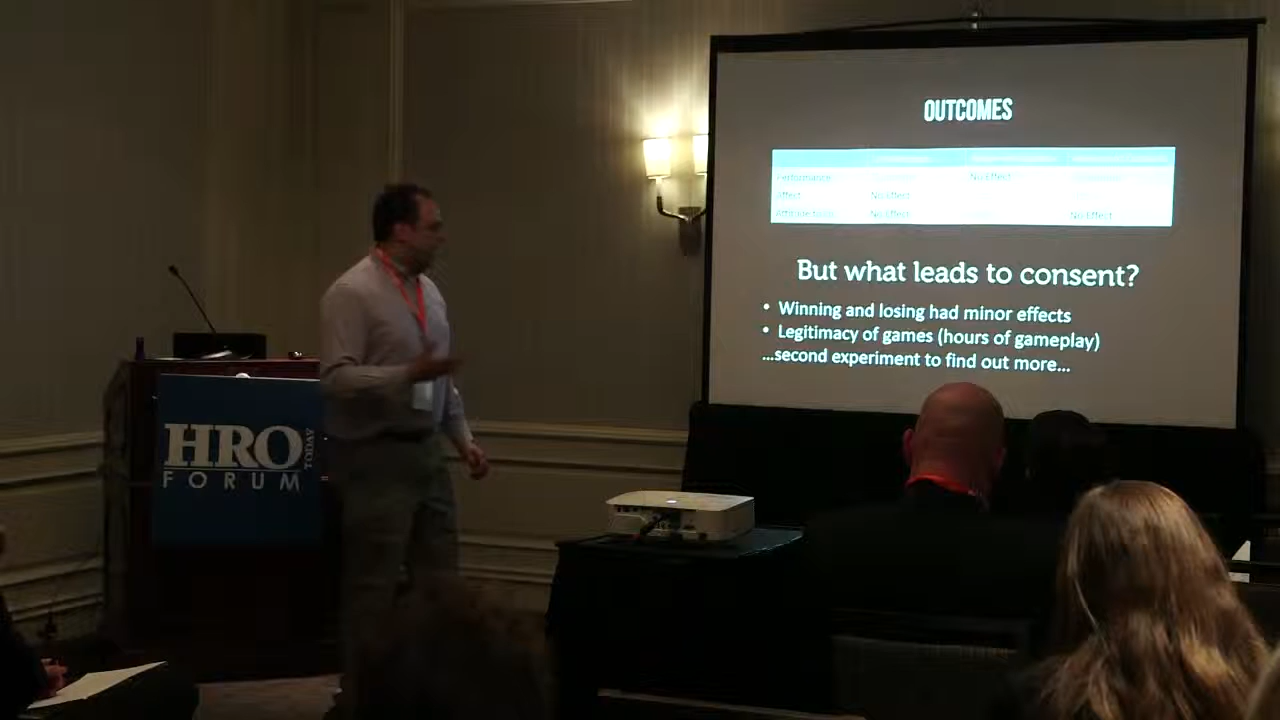 OUTCOMES
Performance No Effect
Affect No Effect
No Effect No Effect
But what leads to consent?
• Winning and losing had minor effects
• Legitimacy of games (hours of gameplay)
...second experiment to find out more...
HRO TODAY
FORUM